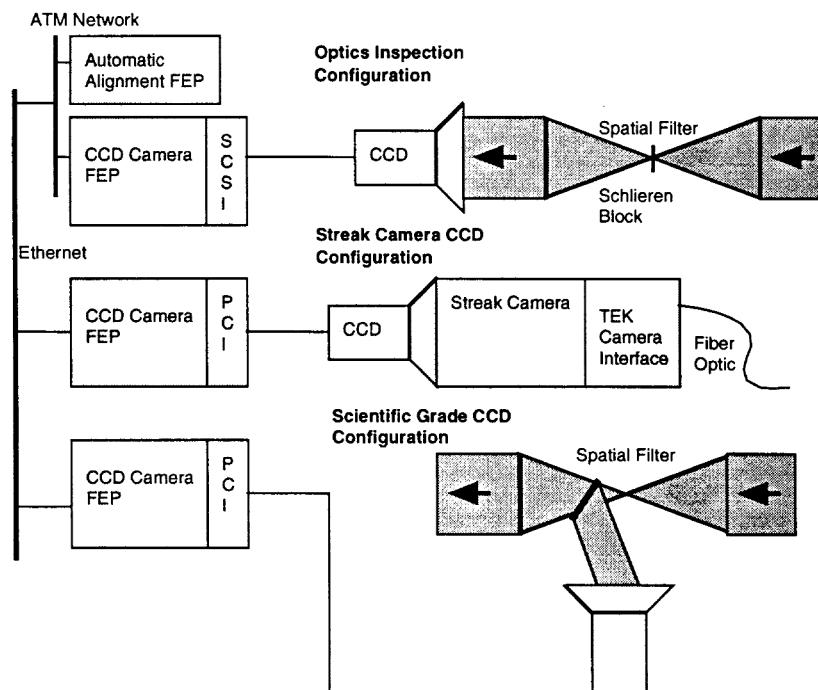 ATM Network
Automatic
Alignment FEP
Optics Inspection
Configuration
CCD Camera
FEP
S
C
S
I
CCD
Spatial Filter
Schlieren
Block
Ethernet
Streak Camera CCD
Configuration
CCD Camera
FEP
P
C
I
CCD
Streak Camera
TEK
Camera
Interface
Fiber
Optic
Scientific Grade CCD
Configuration
CCD Camera
FEP
P
C
I
Spatial Filter